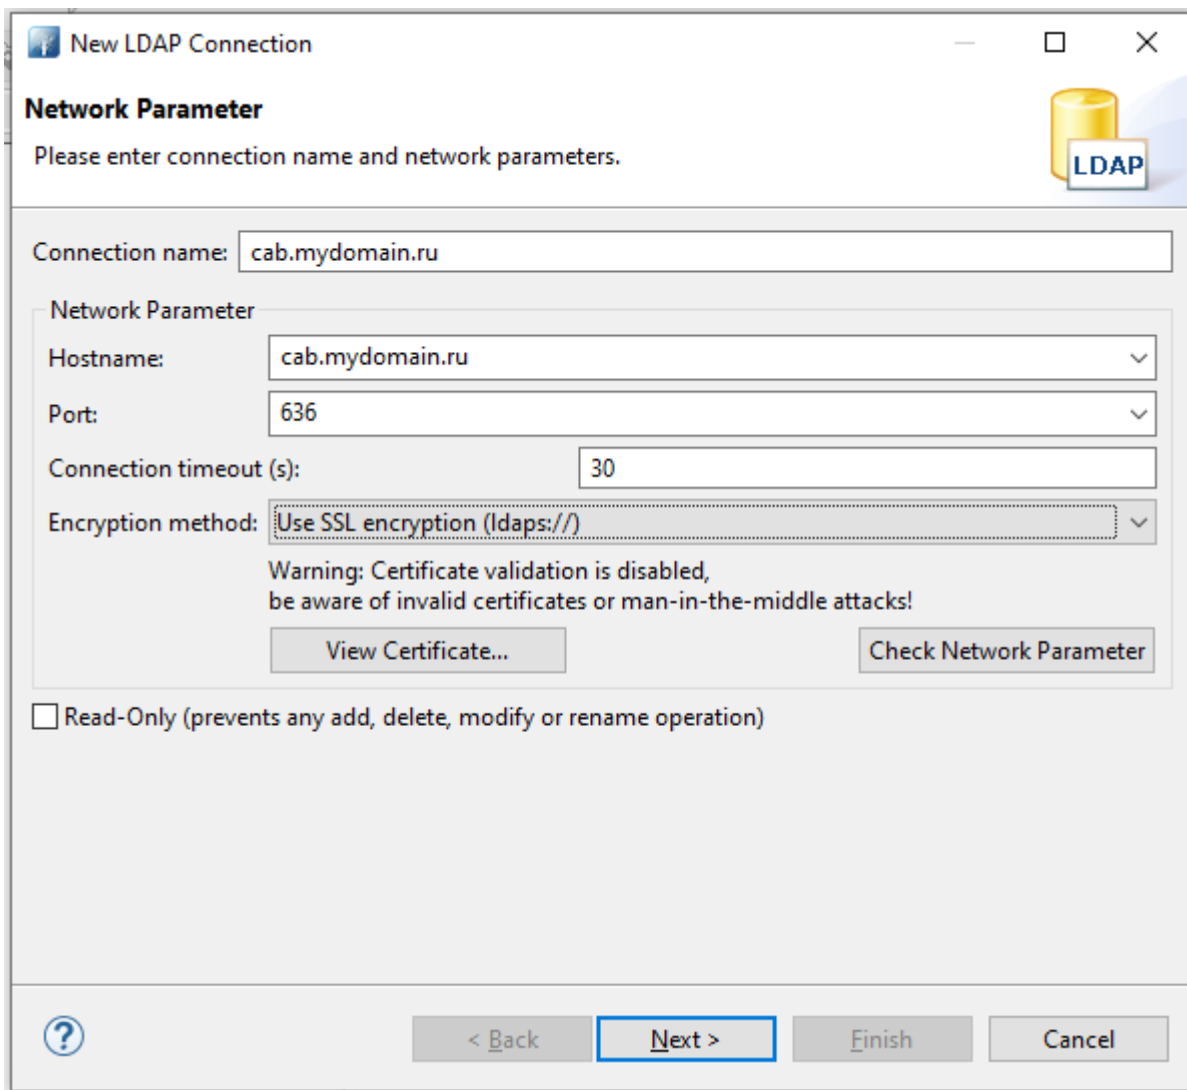 New LDAP Connection
Network Parameter
Please enter connection name and network parameters.
LDAP
Connection name: cab.mydomain.ru
Network Parameter
Hostname: cab.mydomain.ru
Port: 636
Connection timeout (s): 30
Encryption method: Use SSL encryption (ldaps://)
Warning: Certificate validation is disabled,
be aware of invalid certificates or man-in-the-middle attacks!
View Certificate... Check Network Parameter
Read-Only (prevents any add, delete, modify or rename operation)
? < Back Next > Finish Cancel